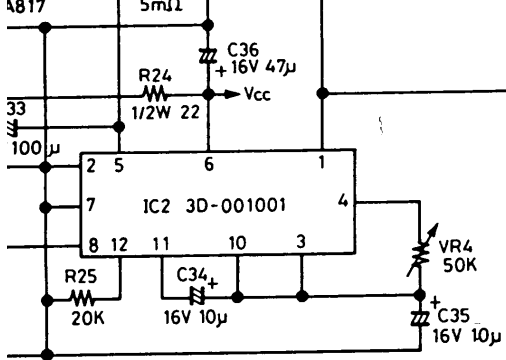 A817
5mΩ
C36
+ 16V 47μ
R24
Vcc
1/2W 22
33
100 μ
2 5 6 1
7 IC2 3D-001001 4
8 12 11 10 3
VR4
50K
R25
20K
C34 +
16V 10μ
+ C35
16V 10μ